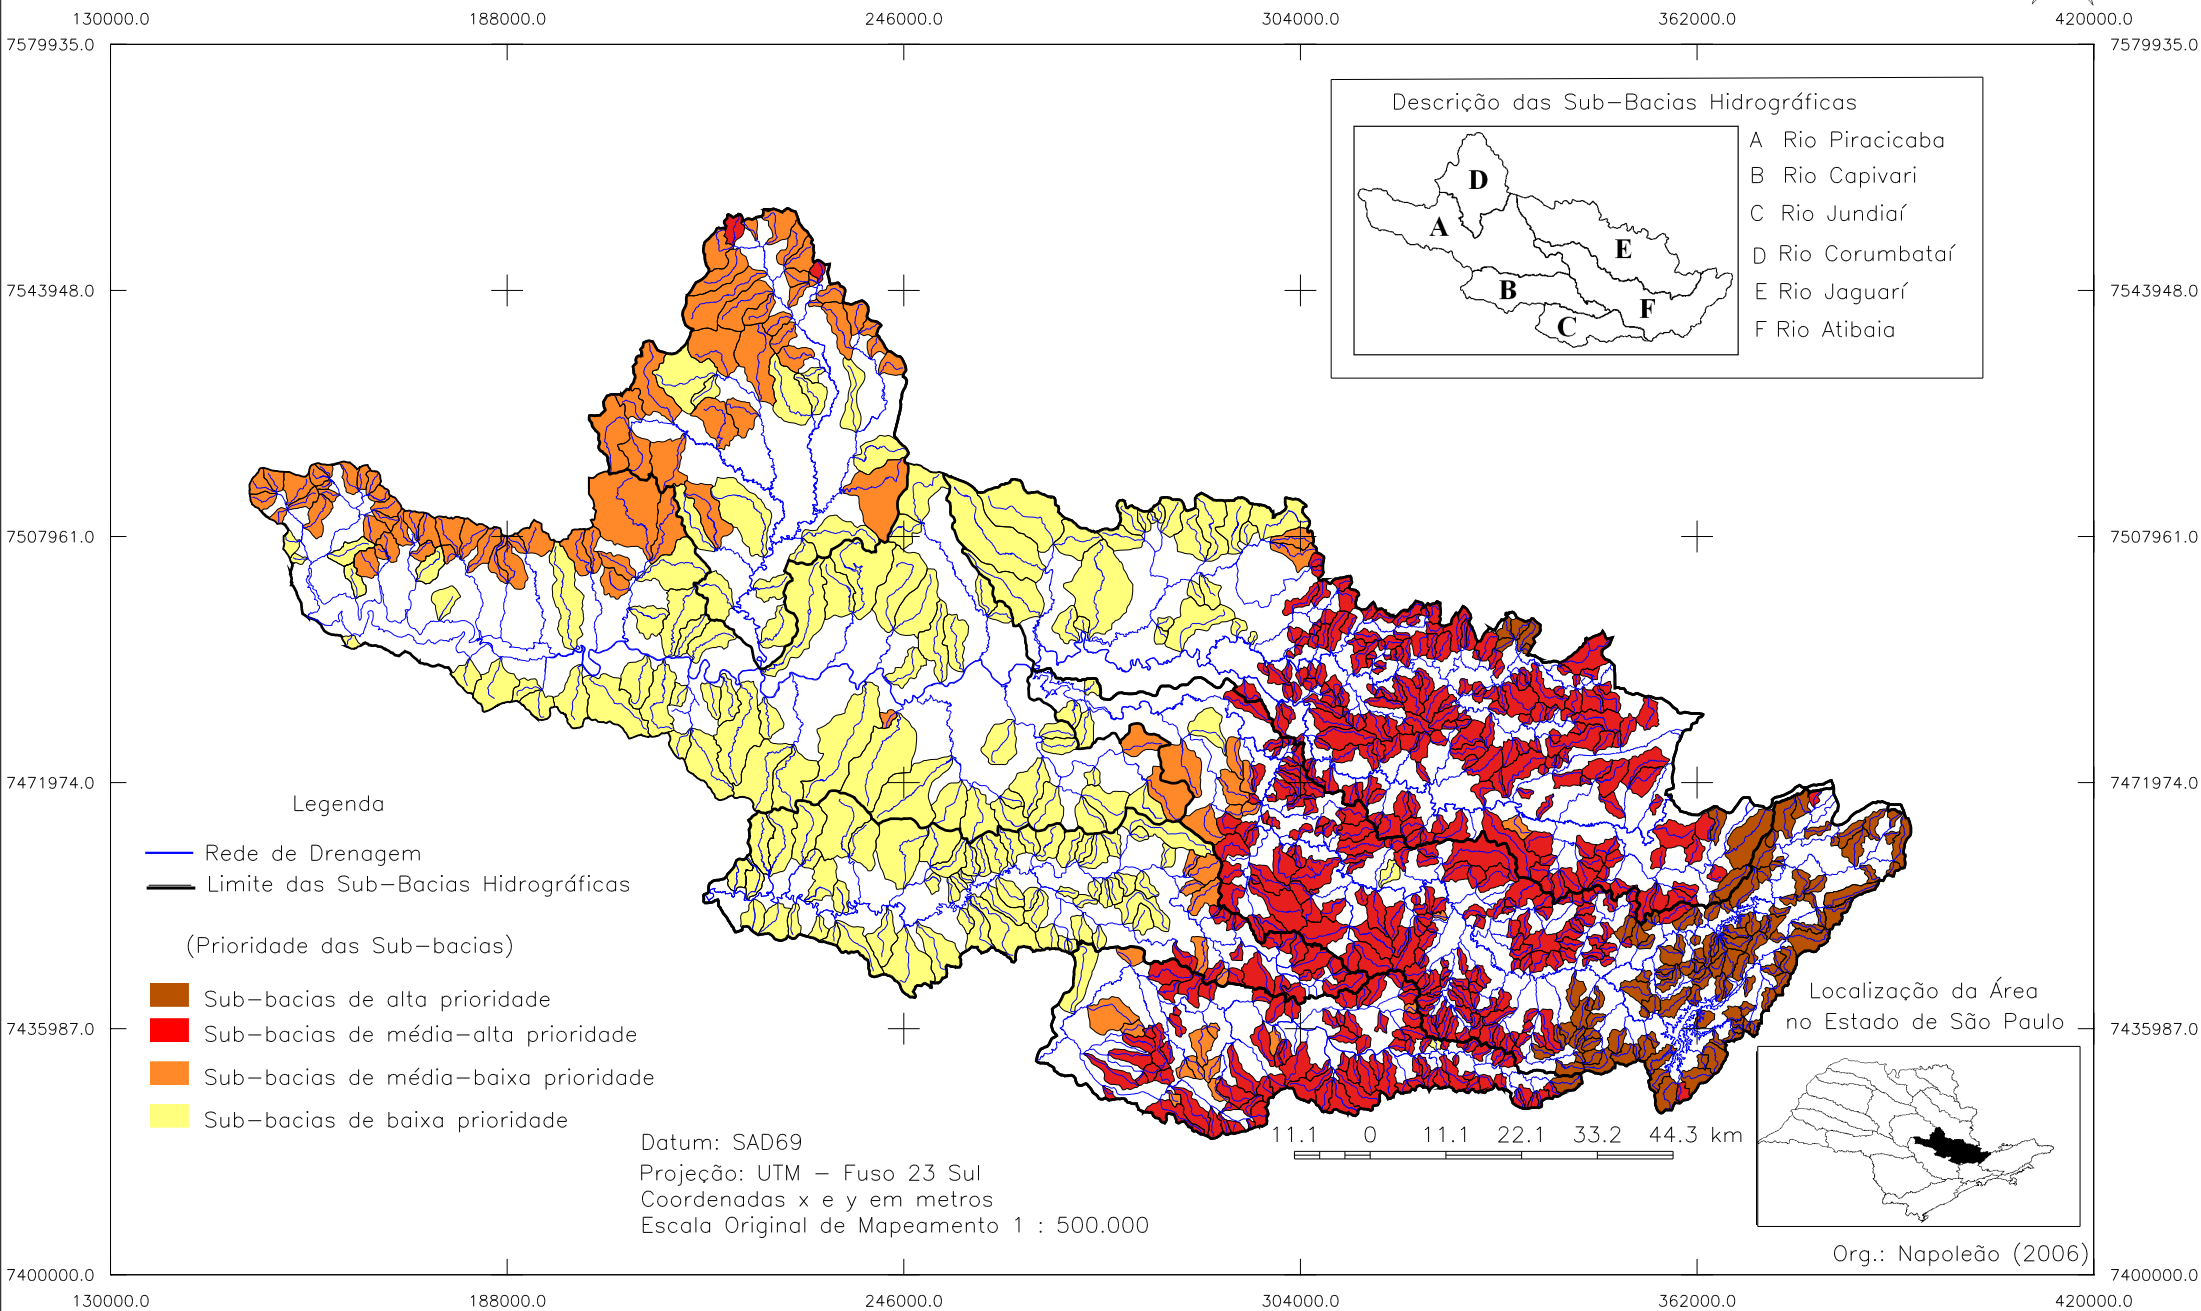 130000.0 188000.0 246000.0 304000.0 362000.0 420000.0
7579935.0 7579935.0
Descrição das Sub-Bacias Hidrográficas
A Rio Piracicaba
B Rio Capivari
C Rio Jundiaí
D Rio Corumbataí
E Rio Jaguarí
F Rio Atibaia
D
A
E
B
F
C
7543948.0 7543948.0
7507961.0 7507961.0
7471974.0 7471974.0
Legenda
Rede de Drenagem
Limite das Sub-Bacias Hidrográficas
(Prioridade das Sub-bacias)
Sub-bacias de alta prioridade
Sub-bacias de média-alta prioridade
Sub-bacias de média-baixa prioridade
Sub-bacias de baixa prioridade
7435987.0 7435987.0
Localização da Área
no Estado de São Paulo
11.1 0 11.1 22.1 33.2 44.3 km
Datum: SAD69
Projeção: UTM - Fuso 23 Sul
Coordenadas x e y em metros
Escala Original de Mapeamento 1 : 500.000
Org.: Napoleão (2006)
7400000.0 7400000.0
130000.0 188000.0 246000.0 304000.0 362000.0 420000.0